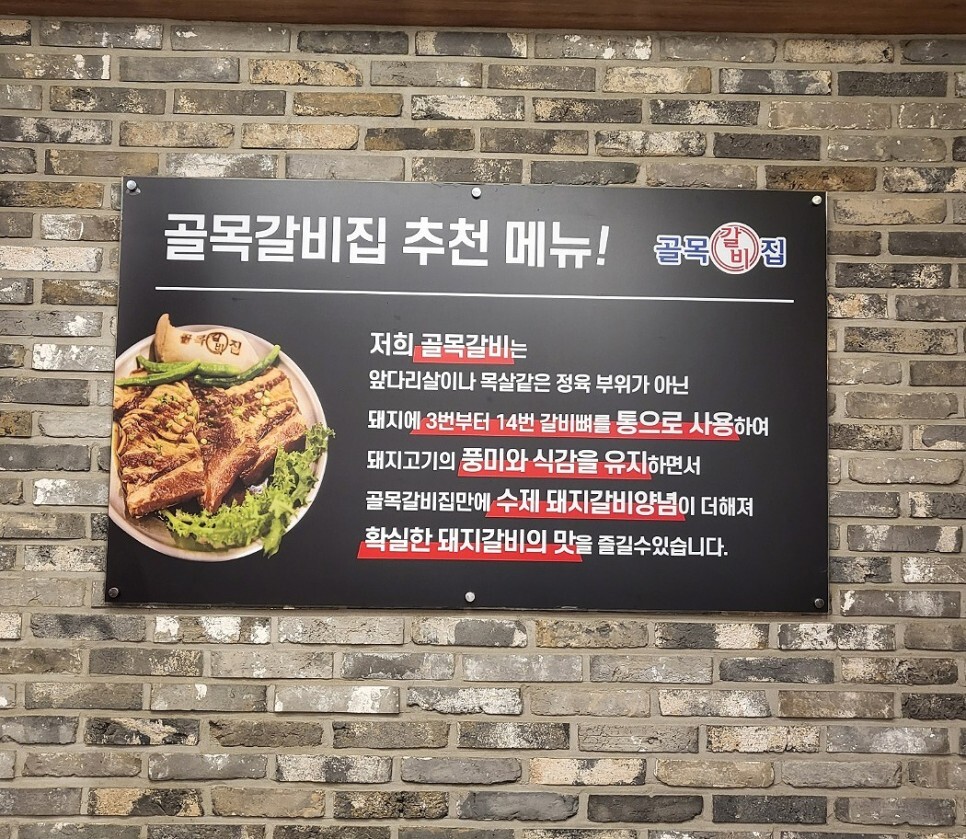 골목갈비집 추천 메뉴!
골목갈비집
골목갈비집
저희 골목갈비는
앞다리살이나 목살같은 정육 부위가 아닌
돼지에 3번부터 14번 갈비뼈를 통으로 사용하여
돼지고기의 풍미와 식감을 유지하면서
골목갈비집만에 수제 돼지갈비양념이 더해져
확실한 돼지갈비의 맛을 즐길수있습니다.